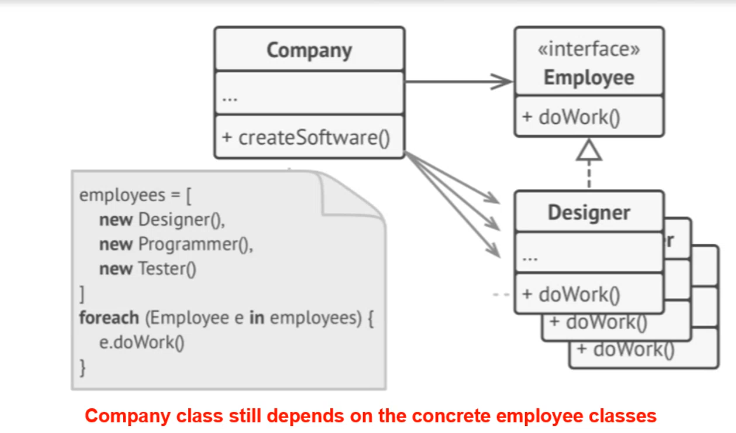 Company
...
+ createSoftware()
«interface»
Employee
+ doWork()
employees = [
new Designer(),
new Programmer(),
new Tester()
]
foreach (Employee e in employees) {
e.doWork()
}
Designer
...
+ doWork()
r
+ doWork()
+ doWork()
Company class still depends on the concrete employee classes